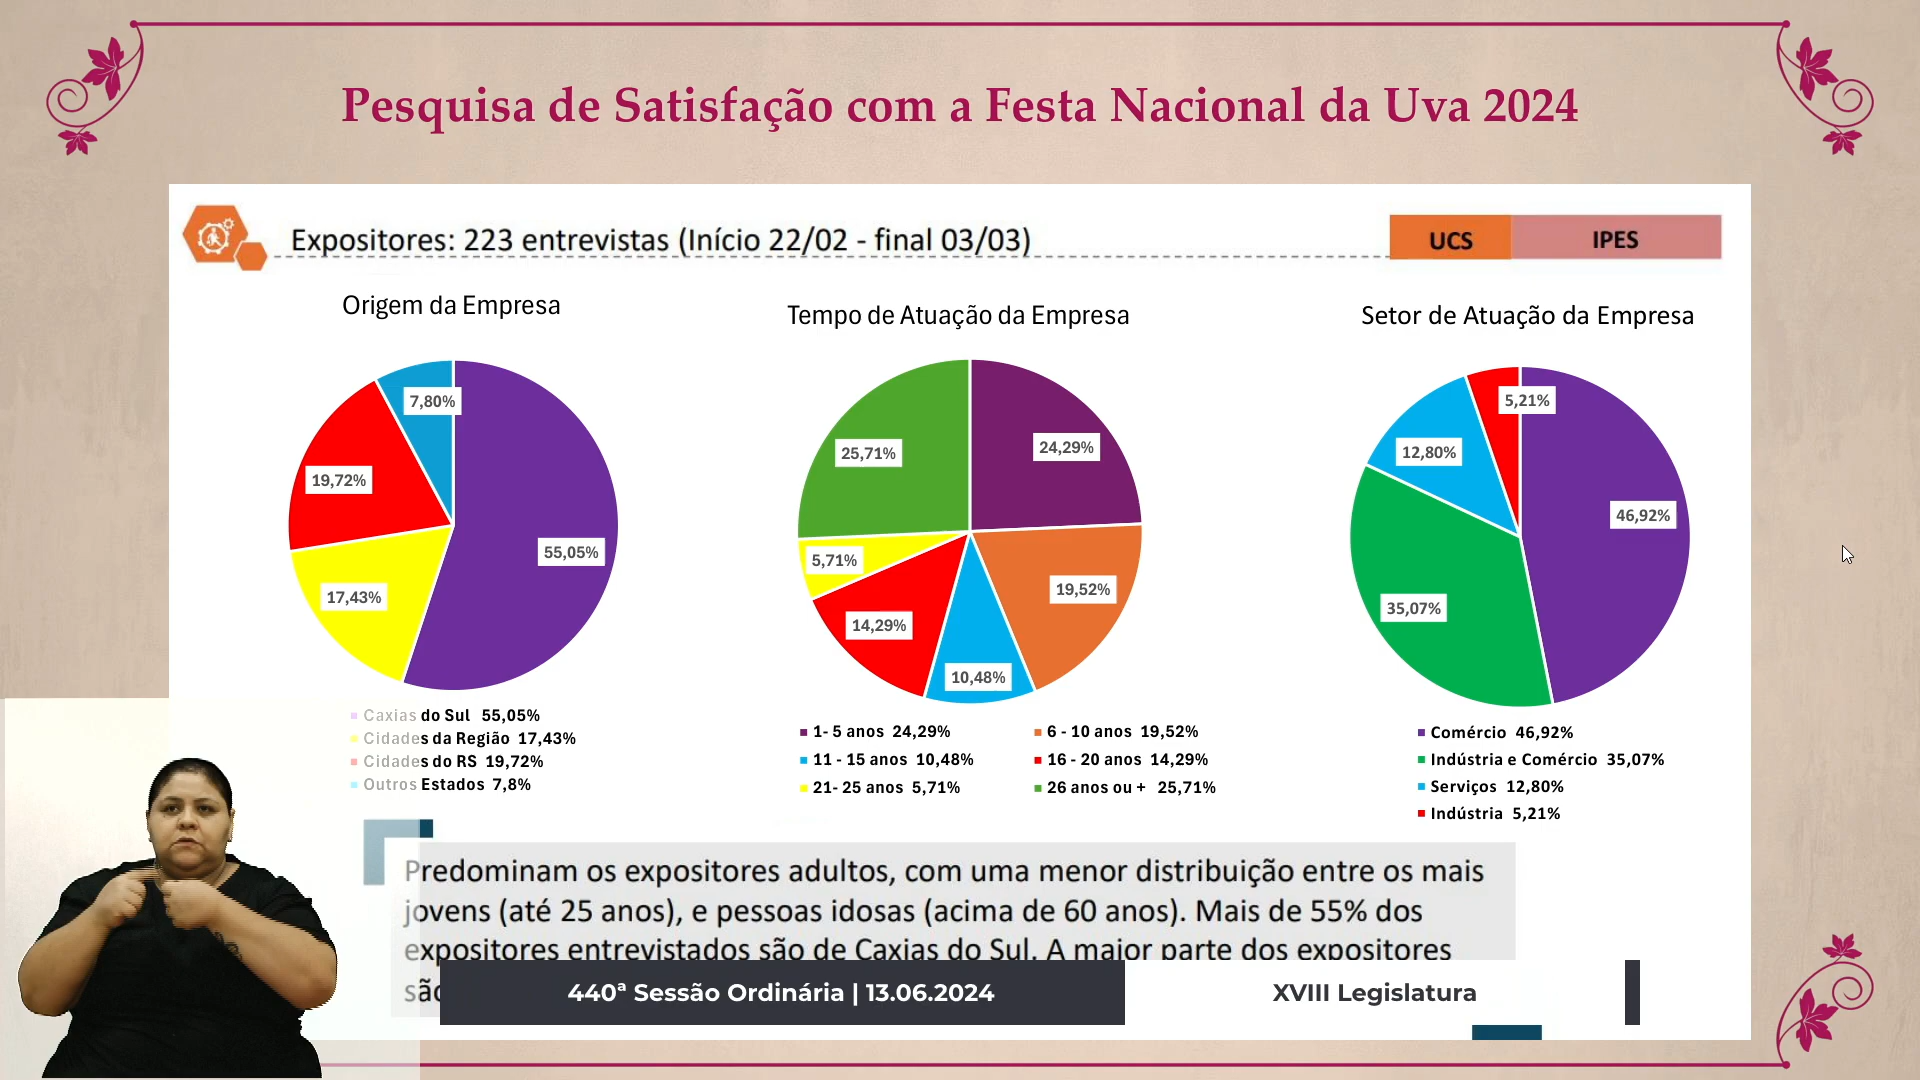 Pesquisa de Satisfação com a Festa Nacional da Uva 2024
Expositores: 223 entrevistas (Início 22/02 - final 03/03)
UCS
IPES
Origem da Empresa
7,80%
19,72%
55,05%
17,43%
Caxias do Sul 55,05%
Cidades da Região 17,43%
Cidades do RS 19,72%
Outros Estados 7,8%
Tempo de Atuação da Empresa
25,71%
24,29%
5,71%
19,52%
14,29%
10,48%
1- 5 anos 24,29%
6 - 10 anos 19,52%
11 - 15 anos 10,48%
16 - 20 anos 14,29%
21- 25 anos 5,71%
26 anos ou + 25,71%
Setor de Atuação da Empresa
5,21%
12,80%
46,92%
35,07%
Comércio 46,92%
Indústria e Comércio 35,07%
Serviços 12,80%
Indústria 5,21%
Predominam os expositores adultos, com uma menor distribuição entre os mais
jovens (até 25 anos), e pessoas idosas (acima de 60 anos). Mais de 55% dos
expositores entrevistados são de Caxias do Sul. A maior parte dos expositores
são
440ª Sessão Ordinária | 13.06.2024
XVIII Legislatura